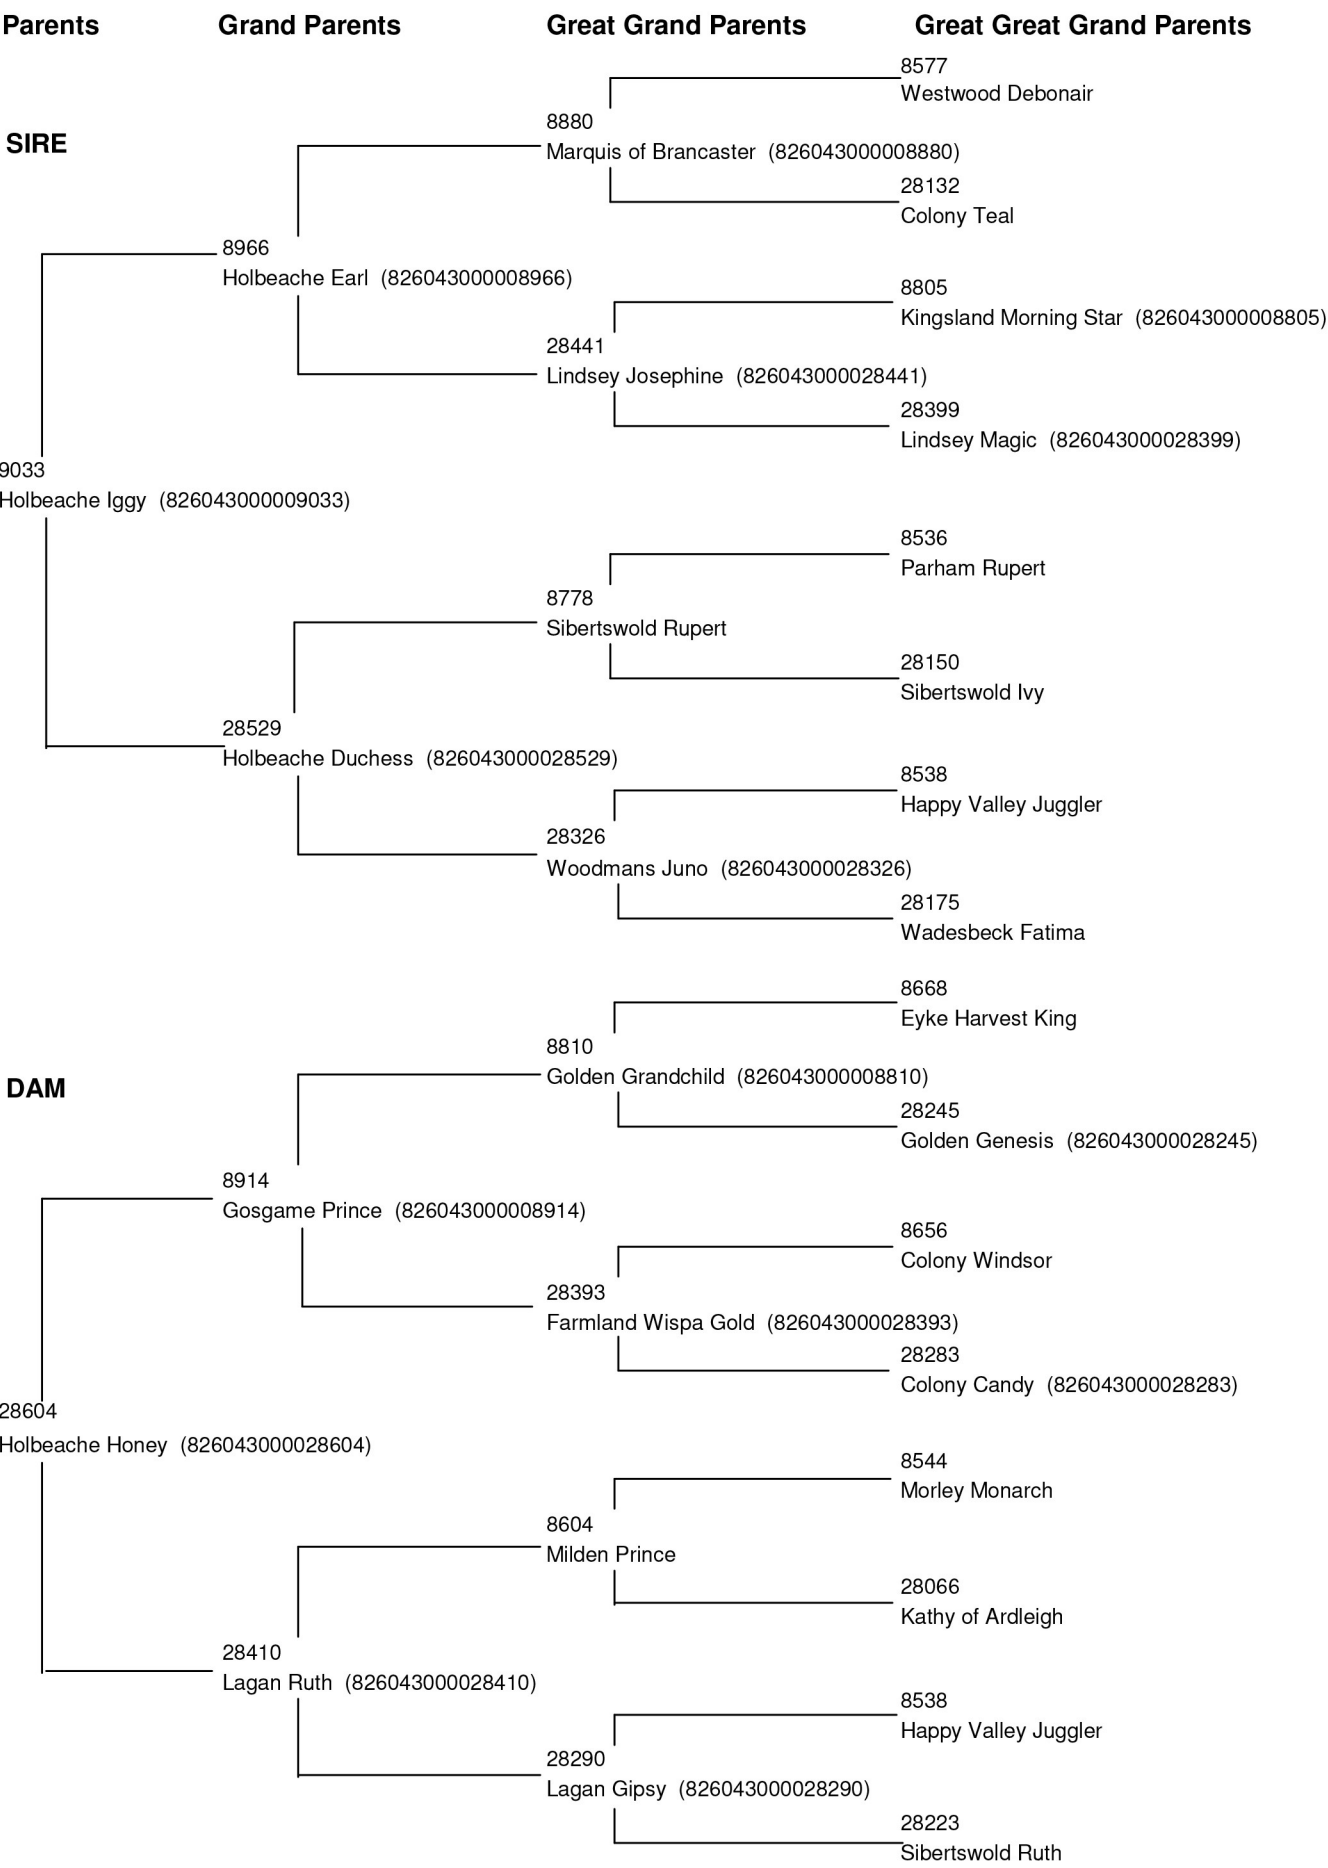 Parents Grand Parents Great Grand Parents Great Great Grand Parents
8577
Westwood Debonair
8880
SIRE
Marquis of Brancaster (826043000008880)
28132
Colony Teal
8966
Holbeache Earl (826043000008966)
8805
Kingsland Morning Star (826043000008805)
28441
Lindsey Josephine (826043000028441)
28399
Lindsey Magic (826043000028399)
9033
Holbeache Iggy (826043000009033)
8536
Parham Rupert
8778
Sibertswold Rupert
28150
Sibertswold Ivy
28529
Holbeache Duchess (826043000028529)
8538
Happy Valley Juggler
28326
Woodmans Juno (826043000028326)
28175
Wadesbeck Fatima
8668
Eyke Harvest King
8810
Golden Grandchild (826043000008810)
DAM
28245
Golden Genesis (826043000028245)
8914
Gosgame Prince (826043000008914)
8656
Colony Windsor
28393
Farmland Wispa Gold (826043000028393)
28283
Colony Candy (826043000028283)
28604
Holbeache Honey (826043000028604)
8544
Morley Monarch
8604
Milden Prince
28066
Kathy of Ardleigh
28410
Lagan Ruth (826043000028410)
8538
Happy Valley Juggler
28290
Lagan Gipsy (826043000028290)
28223
Sibertswold Ruth